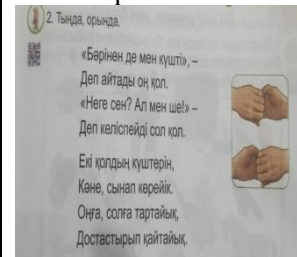 2. Тыңда, орында.
«Бәрінен де мен күшті», –
Деп айтады оң қол.
«Неге сен? Ал мен ше!» –
Деп келіспейді сол қол.
Екі қолдың күштерін,
Кәне, сынап көрейік.
Оңға, солға тартайық,
Достастырып қайтайық.